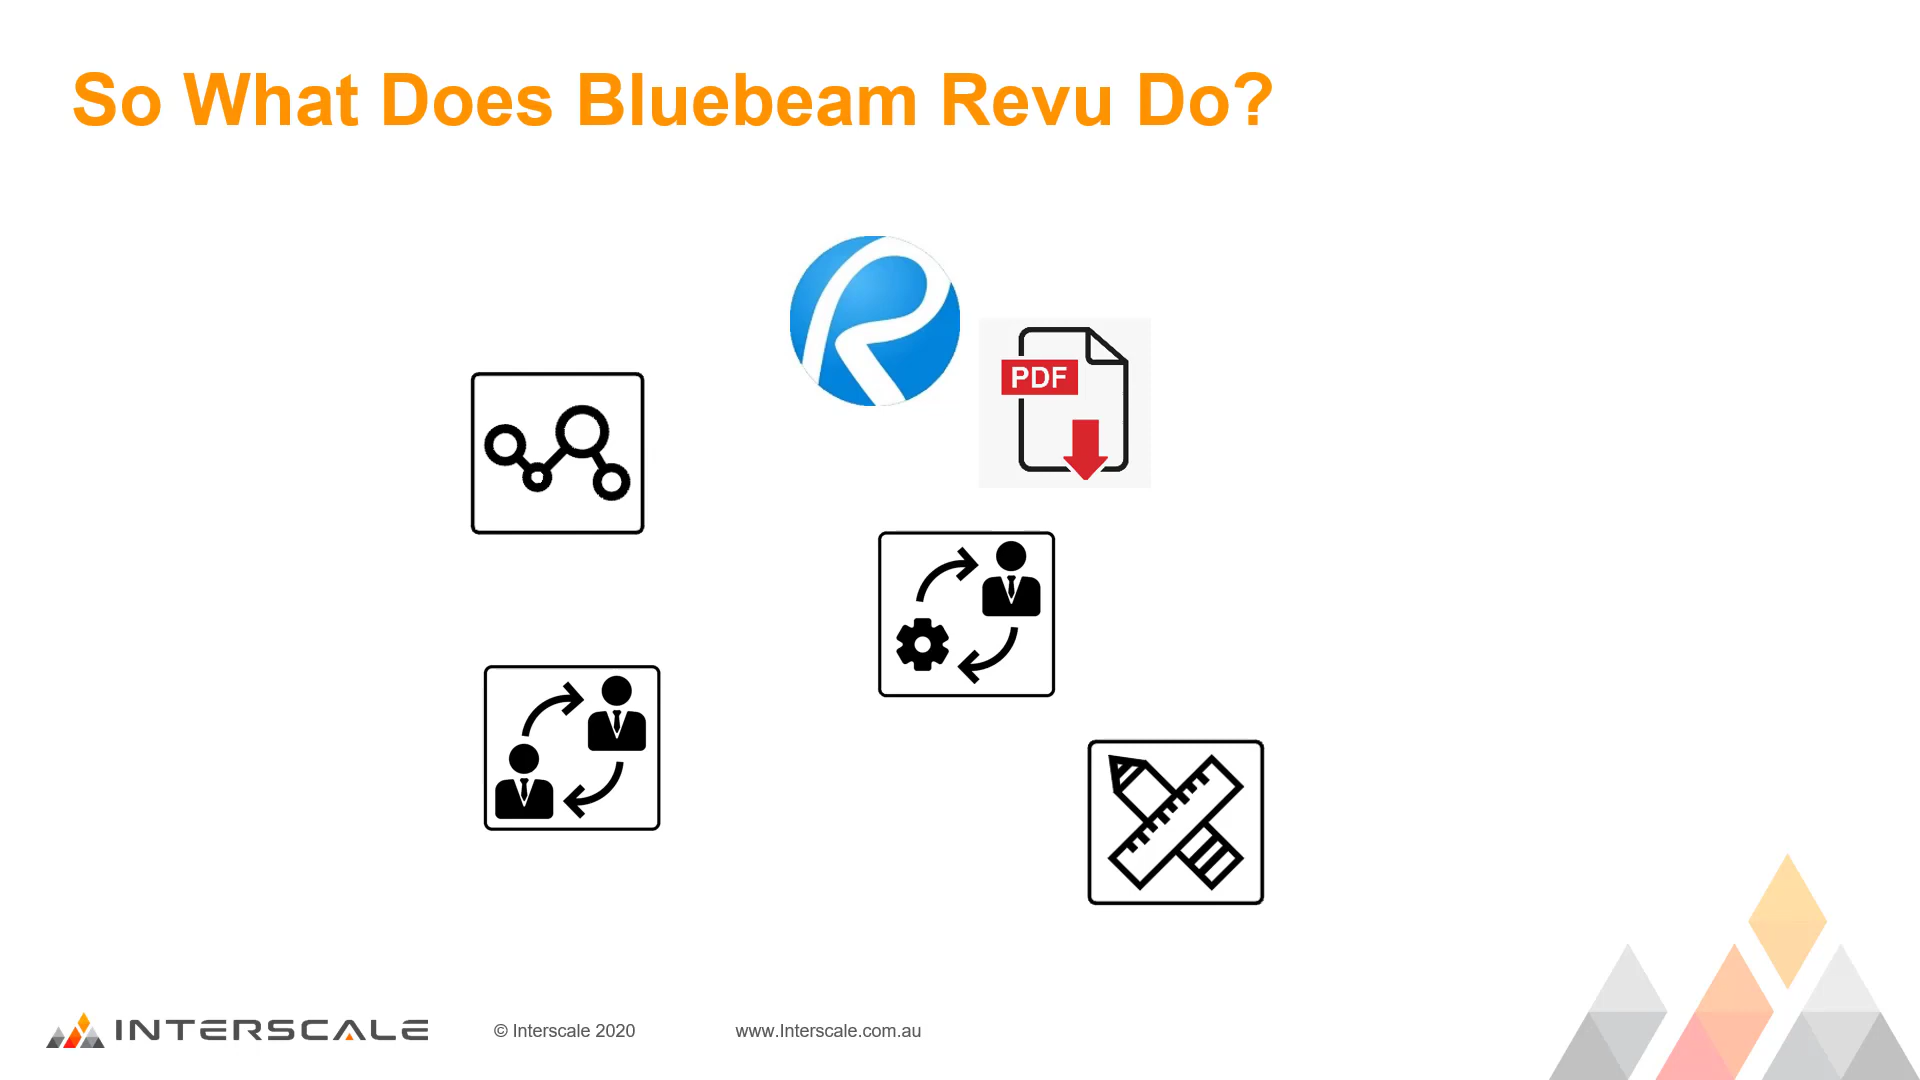 So What Does Bluebeam Revu Do?
PDF
INTERSCALE
© Interscale 2020
www.Interscale.com.au